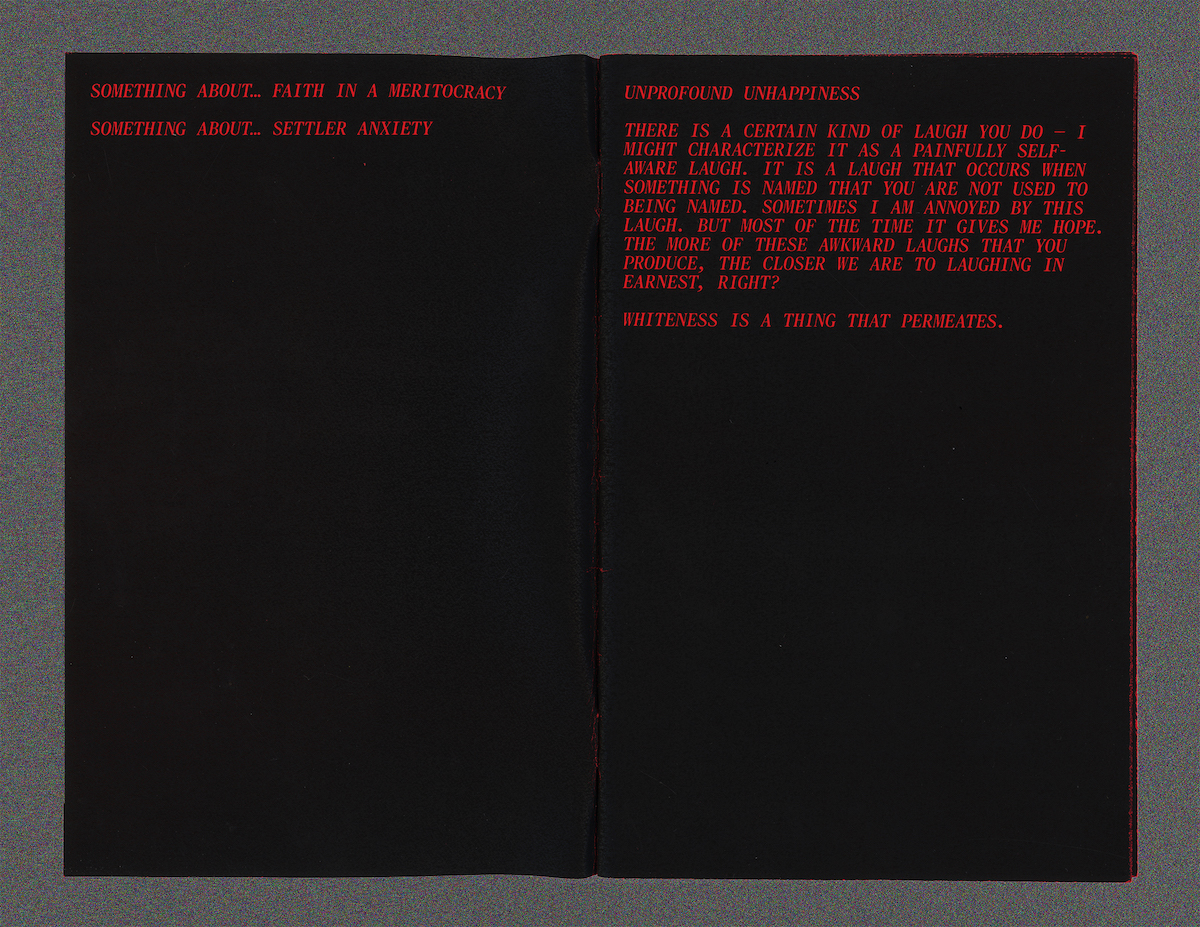 SOMETHING ABOUT… FAITH IN A MERITOCRACY
SOMETHING ABOUT… SETTLER ANXIETY
UNPROFOUND UNHAPPINESS
THERE IS A CERTAIN KIND OF LAUGH YOU DO — I
MIGHT CHARACTERIZE IT AS A PAINFULLY SELF-
AWARE LAUGH. IT IS A LAUGH THAT OCCURS WHEN
SOMETHING IS NAMED THAT YOU ARE NOT USED TO
BEING NAMED. SOMETIMES I AM ANNOYED BY THIS
LAUGH. BUT MOST OF THE TIME IT GIVES ME HOPE.
THE MORE OF THESE AWKWARD LAUGHS THAT YOU
PRODUCE, THE CLOSER WE ARE TO LAUGHING IN
EARNEST, RIGHT?
WHITENESS IS A THING THAT PERMEATES.